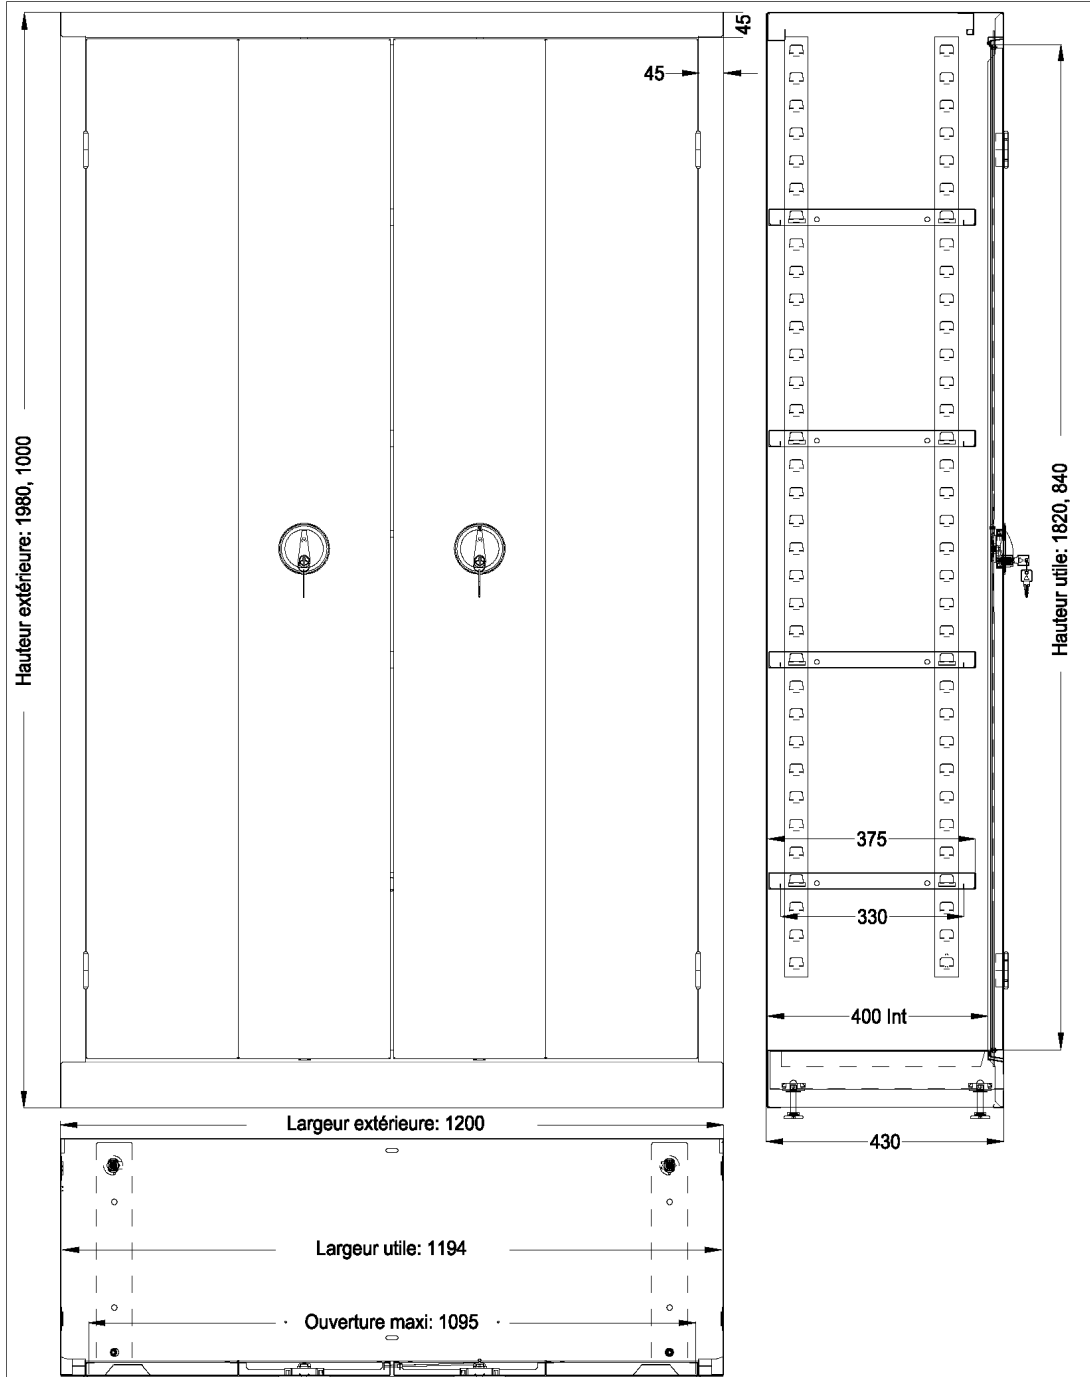 45
45
Hauteur extérieure: 1980, 1000
Hauteur utile: 1820, 840
375
330
400 Int
430
Largeur extérieure: 1200
Largeur utile: 1194
Ouverture maxi: 1095